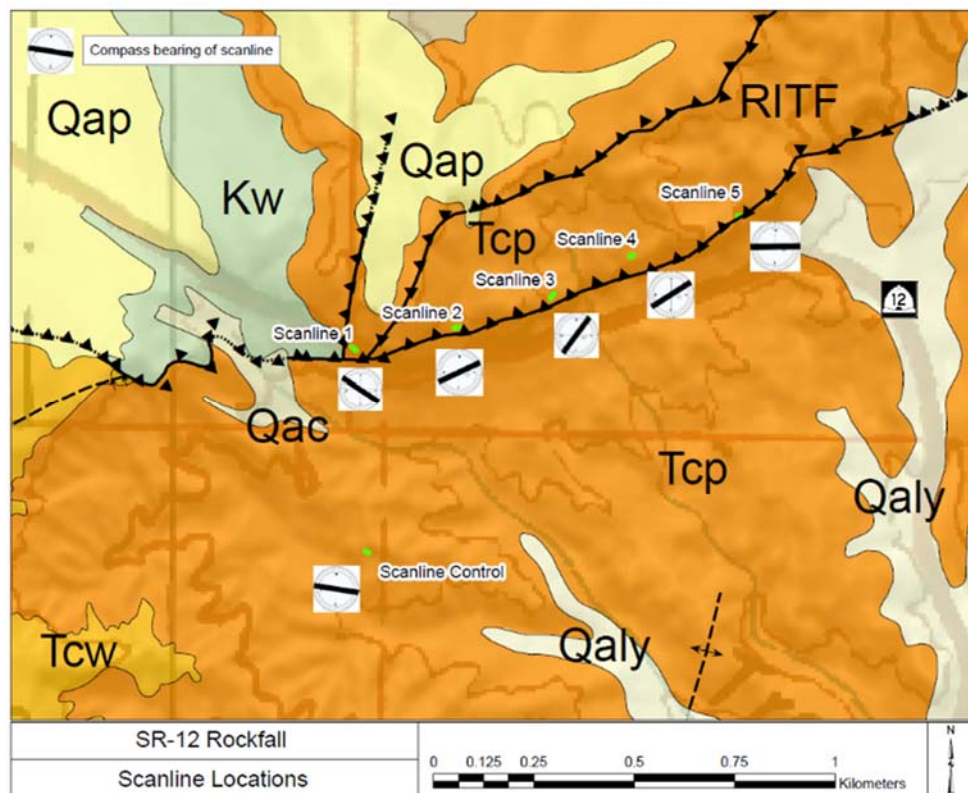 Compass bearing of scanline
Qap
RITF
Qap
Kw
Scanline 5
Tcp
Scanline 4
Scanline 3
12
Scanline 2
Scanline 1
Qac
Tcp
Qaly
Scanline Control
Tcw
Qaly
SR-12 Rockfall
Scanline Locations
0 0.125 0.25 0.5 0.75 1
Kilometers
N